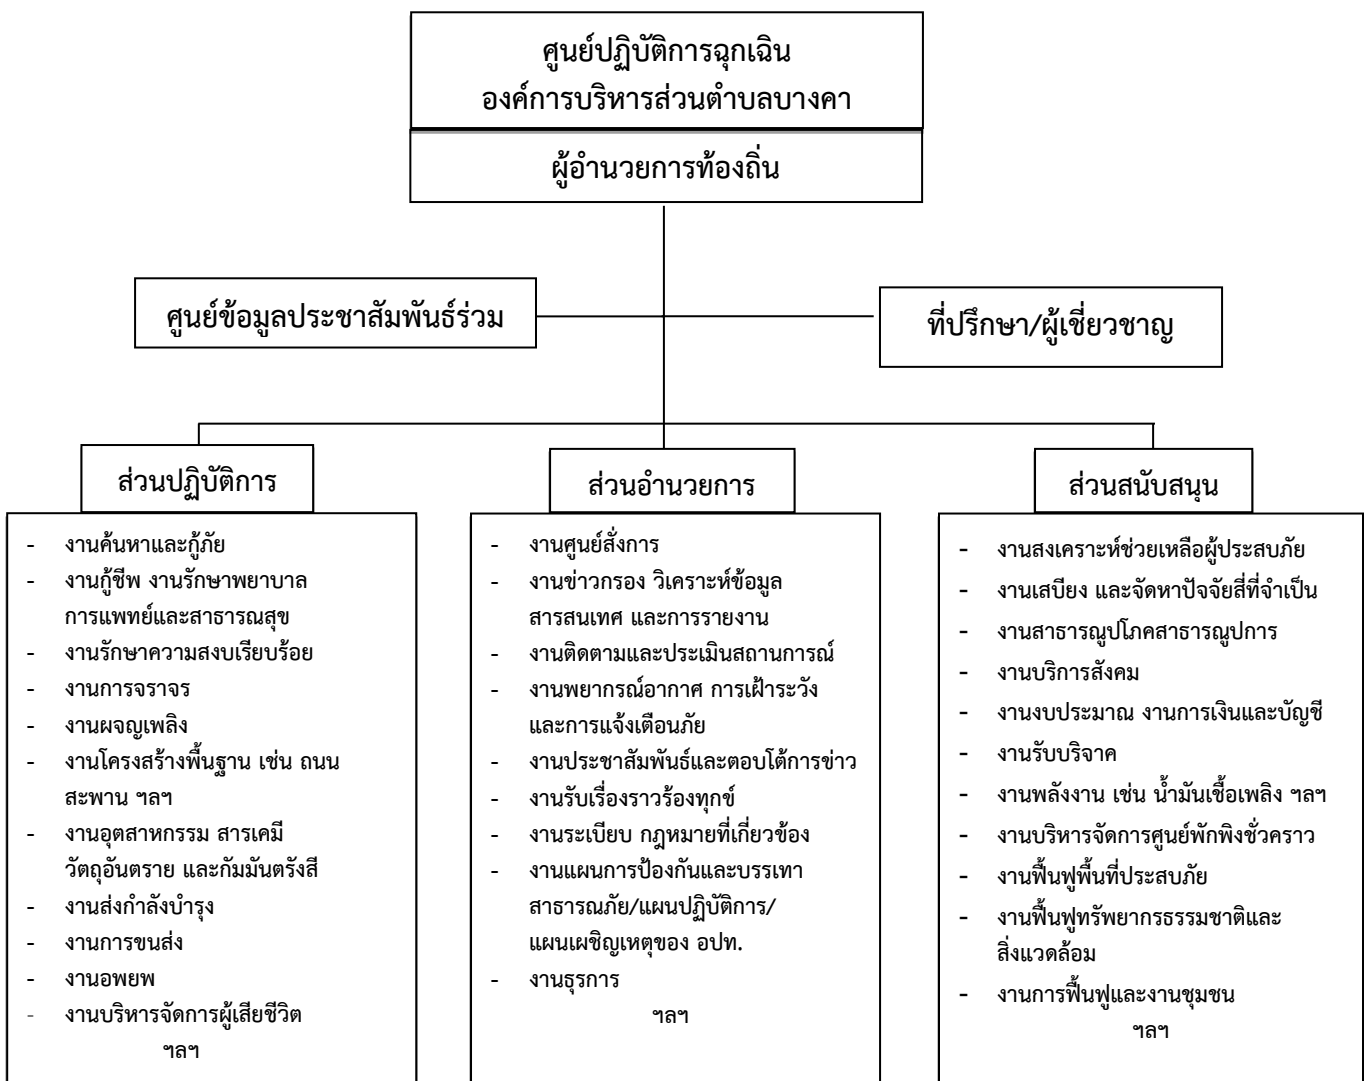 ศูนย์ปฏิบัติการฉุกเฉิน
องค์การบริหารส่วนตำบลบางคา
ผู้อำนวยการท้องถิ่น
ศูนย์ข้อมูลประชาสัมพันธ์ร่วม
ที่ปรึกษา/ผู้เชี่ยวชาญ
ส่วนปฏิบัติการ
- งานค้นหาและกู้ภัย
- งานกู้ชีพ งานรักษาพยาบาล
การแพทย์และสาธารณสุข
- งานรักษาความสงบเรียบร้อย
- งานการจราจร
- งานผจญเพลิง
- งานโครงสร้างพื้นฐาน เช่น ถนน
สะพาน ฯลฯ
- งานอุตสาหกรรม สารเคมี
วัตถุอันตราย และกัมมันตรังสี
- งานส่งกำลังบำรุง
- งานการขนส่ง
- งานอพยพ
- งานบริหารจัดการผู้เสียชีวิต
ฯลฯ
ส่วนอำนวยการ
- งานศูนย์สั่งการ
- งานข่าวกรอง วิเคราะห์ข้อมูล
สารสนเทศ และการรายงาน
- งานติดตามและประเมินสถานการณ์
- งานพยากรณ์อากาศ การเฝ้าระวัง
และการแจ้งเตือนภัย
- งานประชาสัมพันธ์และตอบโต้การข่าว
- งานรับเรื่องราวร้องทุกข์
- งานระเบียบ กฎหมายที่เกี่ยวข้อง
- งานแผนการป้องกันและบรรเทา
สาธารณภัย/แผนปฏิบัติการ/
แผนเผชิญเหตุของ อปท.
- งานธุรการ
ฯลฯ
ส่วนสนับสนุน
- งานสงเคราะห์ช่วยเหลือผู้ประสบภัย
- งานเสบียง และจัดหาปัจจัยสี่ที่จำเป็น
- งานสาธารณูปโภคสาธารณูปการ
- งานบริการสังคม
- งานงบประมาณ งานการเงินและบัญชี
- งานรับบริจาค
- งานพลังงาน เช่น น้ำมันเชื้อเพลิง ฯลฯ
- งานบริหารจัดการศูนย์พักพิงชั่วคราว
- งานฟื้นฟูพื้นที่ประสบภัย
- งานฟื้นฟูทรัพยากรธรรมชาติและ
สิ่งแวดล้อม
- งานการฟื้นฟูและงานชุมชน
ฯลฯ